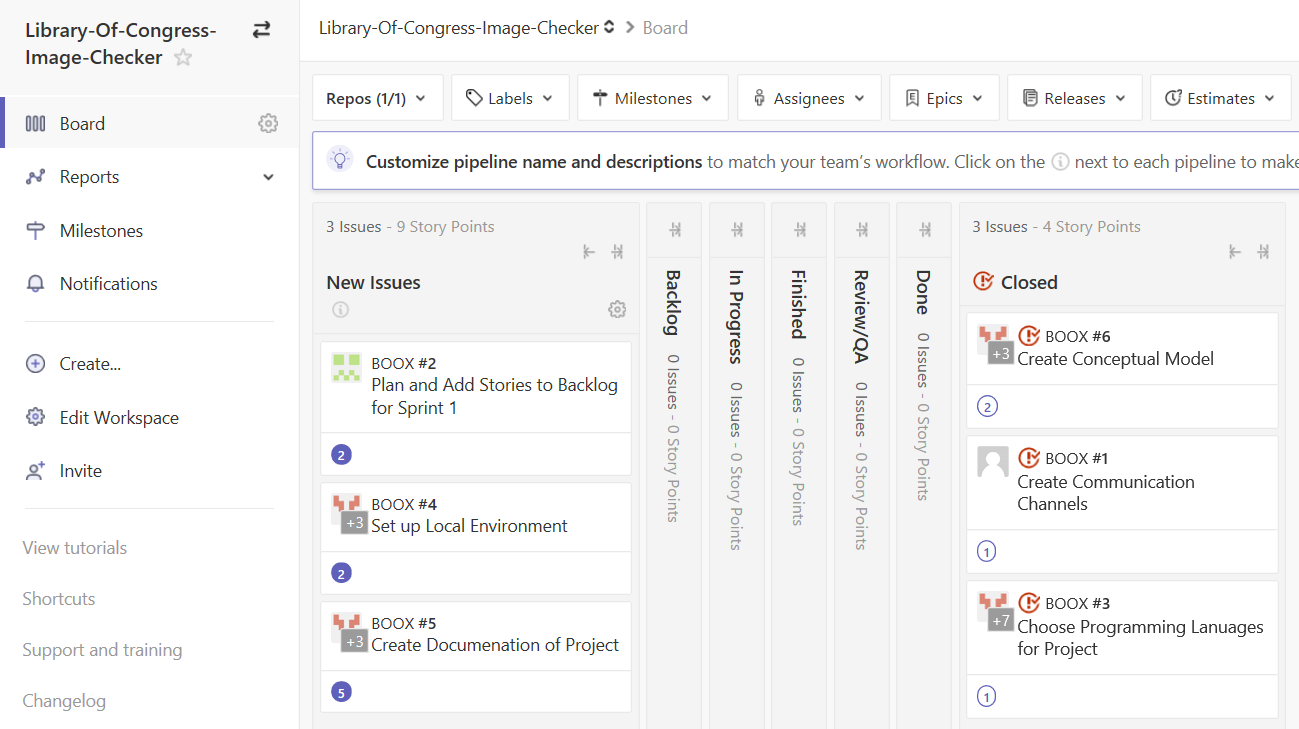 Library-Of-Congress-
Image-Checker
Board
Reports
Milestones
Notifications
Create...
Edit Workspace
Invite
View tutorials
Shortcuts
Support and training
Changelog
Library-Of-Congress-Image-Checker
Board
Repos (1/1)
Labels
Milestones
Assignees
Epics
Releases
Estimates
Customize pipeline name and descriptions to match your team's workflow. Click on the i next to each pipeline to make
3 Issues - 9 Story Points
New Issues
BOOX #2
Plan and Add Stories to Backlog
for Sprint 1
2
BOOX #4
+3
Set up Local Environment
2
BOOX #5
+3
Create Documenation of Project
5
Backlog 0 Issues - 0 Story Points
In Progress 0 Issues - 0 Story Points
Finished 0 Issues - 0 Story Points
Review/QA 0 Issues - 0 Story Points
Done 0 Issues - 0 Story Points
3 Issues - 4 Story Points
Closed
BOOX #6
+3
Create Conceptual Model
2
BOOX #1
Create Communication
Channels
1
BOOX #3
+7
Choose Programming Lanuages
for Project
1